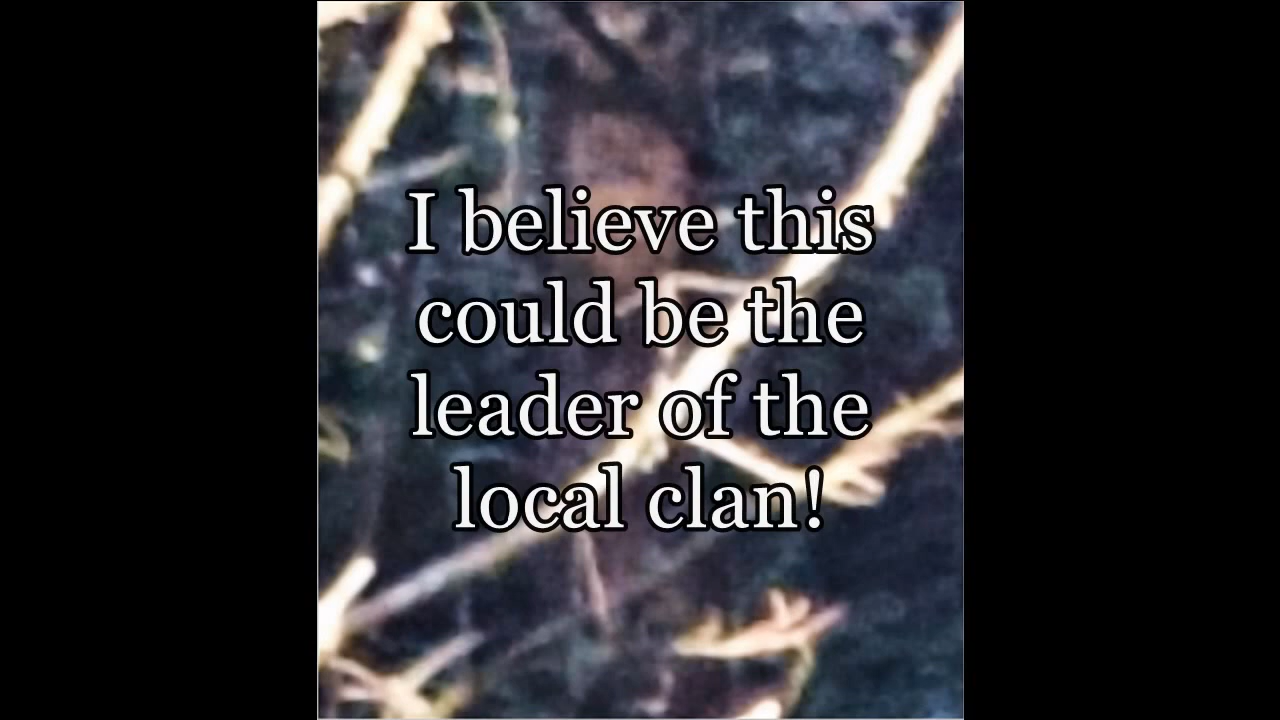 I believe this
could be the
leader of the
local clan!